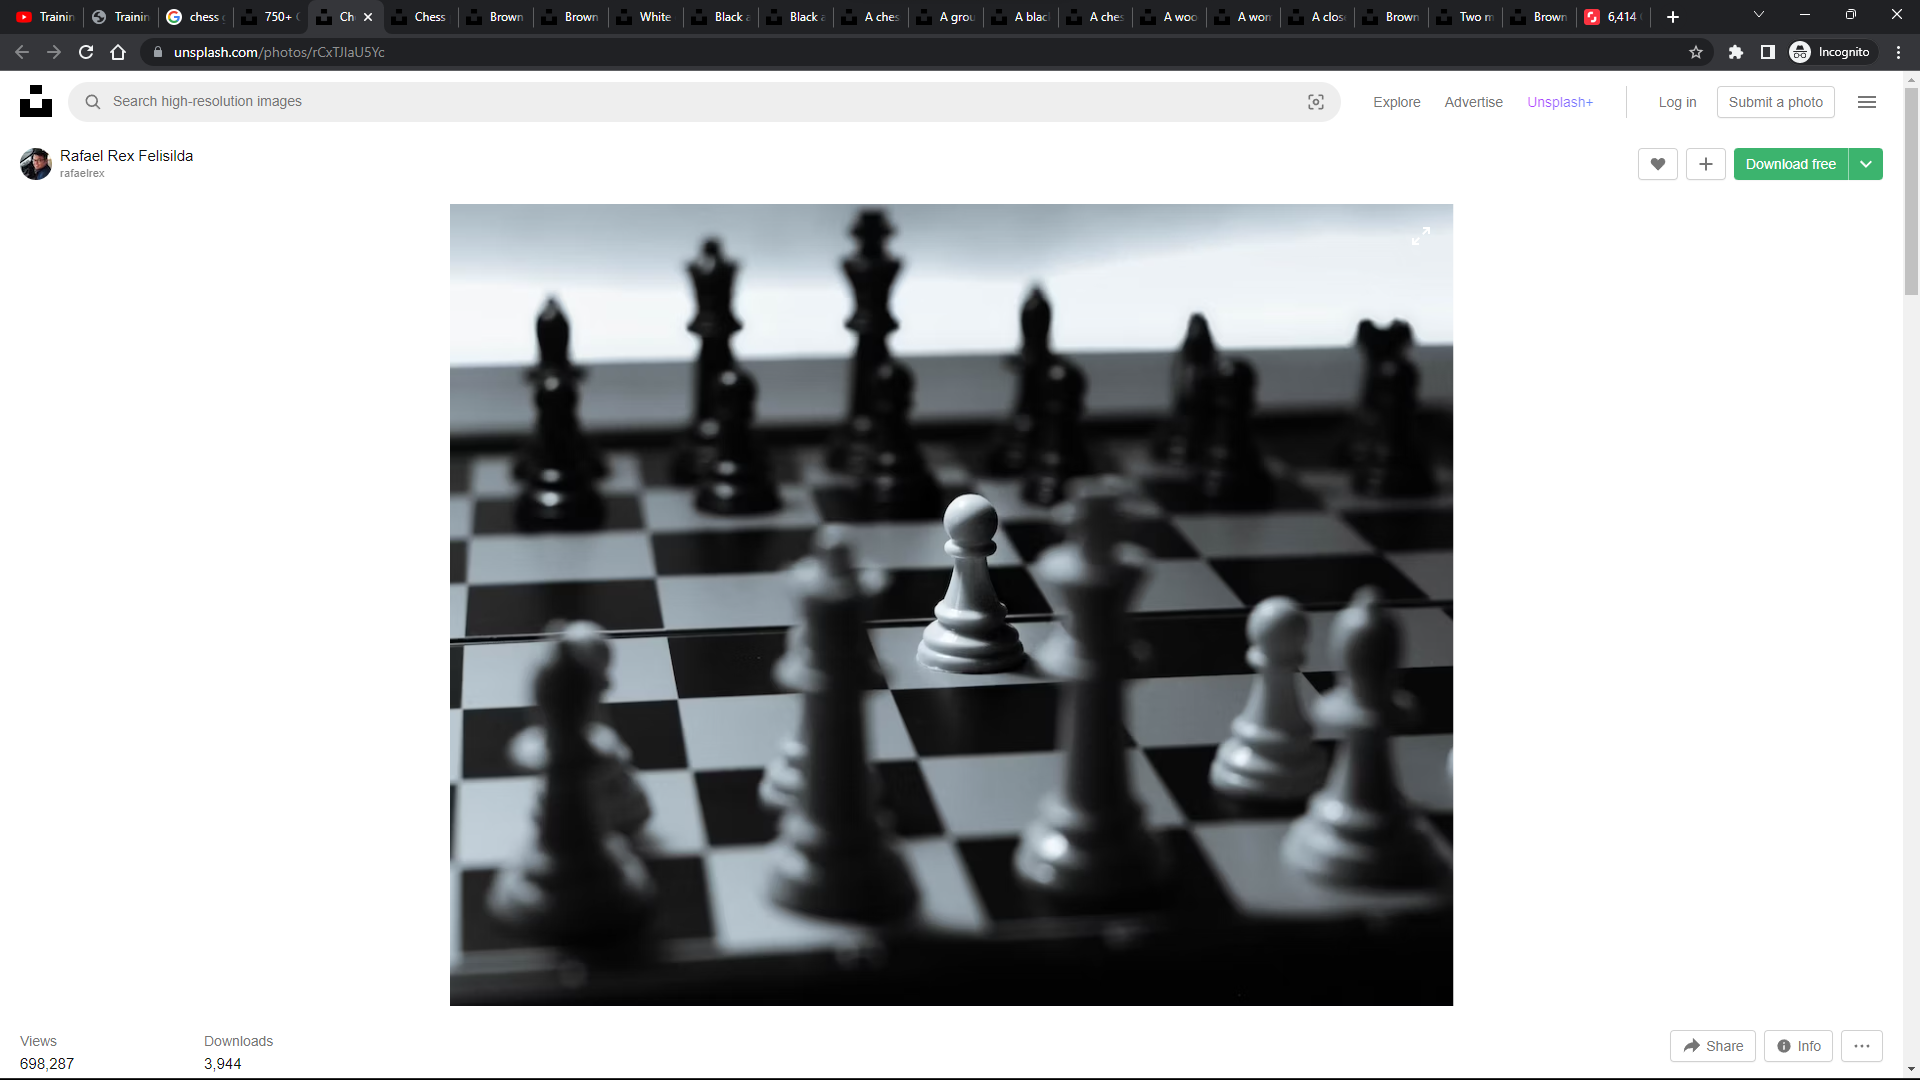 Trainin
Trainin
chess
750+
Ch
Chess
Brown
Brown
White
Black
Black
A ches
A grou
A blac
A ches
A woo
A wom
A clos
Brown
Two m
Brown
6,414
unsplash.com/photos/rCxTJIaU5Yc
Incognito
Search high-resolution images
Explore
Advertise
Unsplash+
Log in
Submit a photo
Rafael Rex Felisilda
rafaelrex
Download free
Views
698,287
Downloads
3,944
Share
Info